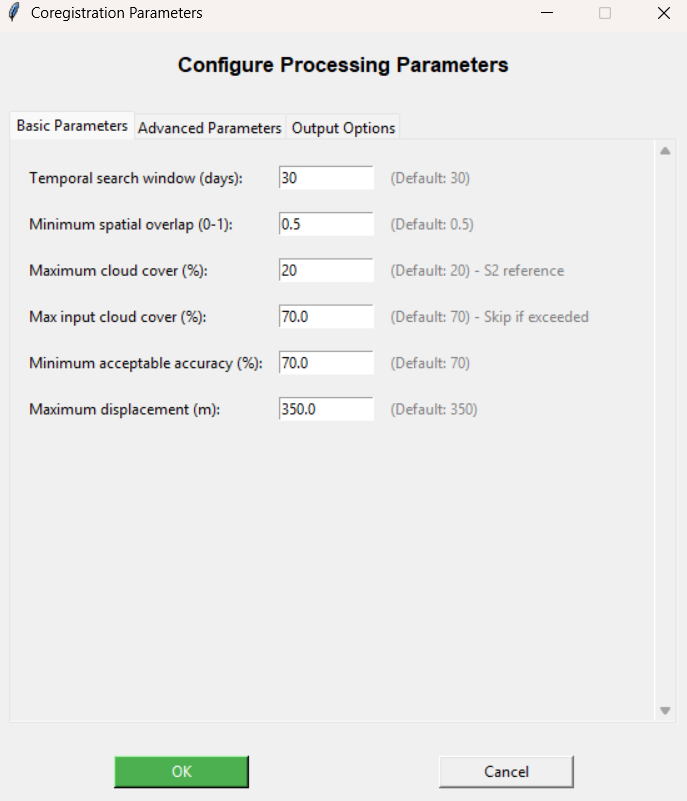 Coregistration Parameters
Configure Processing Parameters
Basic Parameters Advanced Parameters Output Options
Temporal search window (days): 30 (Default: 30)
Minimum spatial overlap (0-1): 0.5 (Default: 0.5)
Maximum cloud cover (%): 20 (Default: 20) - S2 reference
Max input cloud cover (%): 70.0 (Default: 70) - Skip if exceeded
Minimum acceptable accuracy (%): 70.0 (Default: 70)
Maximum displacement (m): 350.0 (Default: 350)
OK Cancel